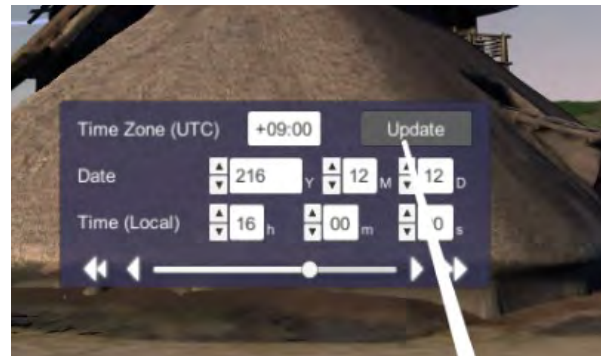 Time Zone (UTC) +09:00 Update
Date 216 Y 12 M 12 D
Time (Local) 16 h 00 m 0 s